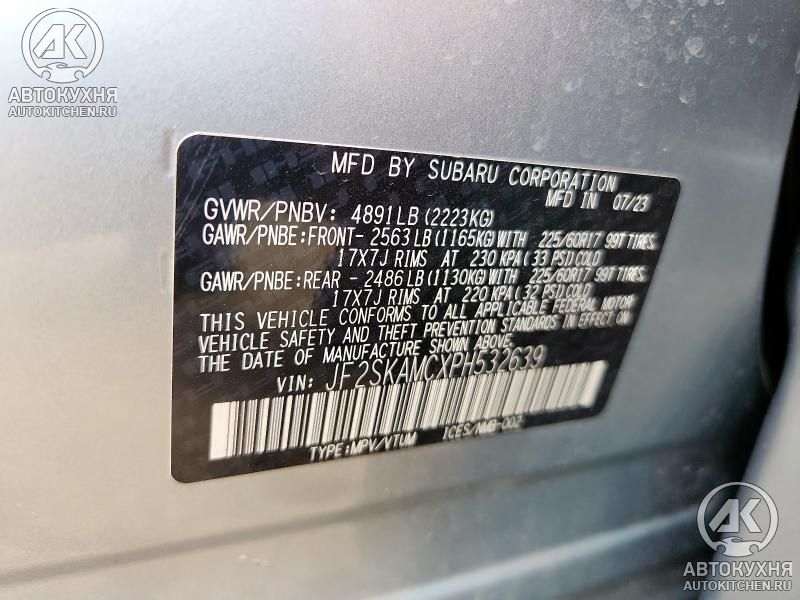 AK
АВТОКУХНЯ
AUTOKITCHEN.RU
MFD BY SUBARU CORPORATION
MFD IN 07/23
GVWR/PNBV: 4891LB(2223KG)
GAWR/PNBE:FRONT- 2563LB(1165KG)WITH 225/60R17 99T TIRES,
17X7J RIMS AT 230 KPA(33 PSI)COLD
GAWR/PNBE:REAR - 2486LB(1130KG)WITH 225/60R17 99T TIRES,
17X7J RIMS AT 220 KPA(32 PSI)COLD
THIS VEHICLE CONFORMS TO ALL APPLICABLE FEDERAL MOTOR
VEHICLE SAFETY AND THEFT PREVENTION STANDARDS IN EFFECT ON
THE DATE OF MANUFACTURE SHOWN ABOVE.
VIN: JF2SKAMCXPH532639
TYPE:MPV/VTUM ICES/NMB-002
AK
АВТОКУХНЯ
AUTOKITCHEN.RU